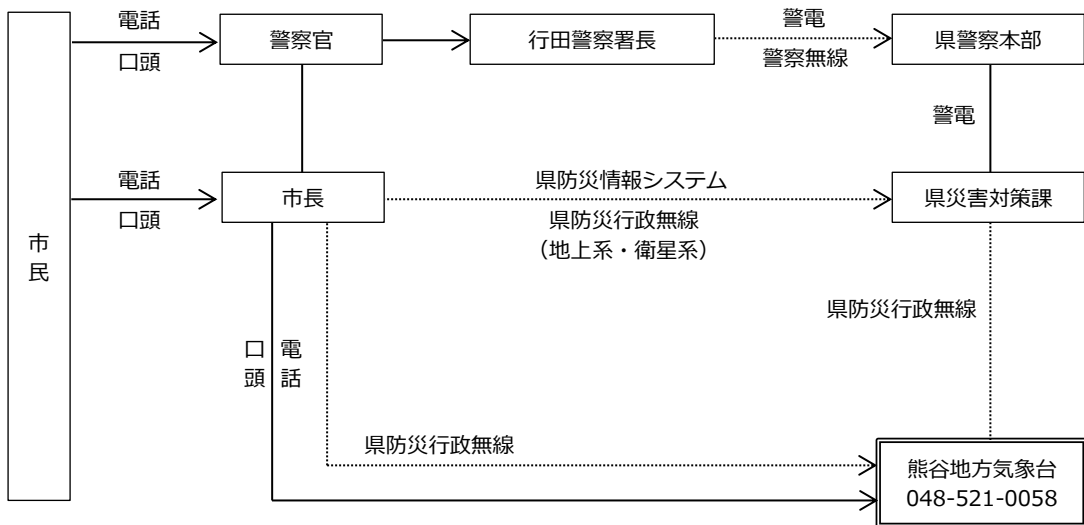 電話
口頭
警察官
行田警察署長
警電
警察無線
県警察本部
警電
電話
口頭
市長
県防災情報システム
県防災行政無線
（地上系・衛星系）
県災害対策課
市民
県防災行政無線
口頭
電話
県防災行政無線
熊谷地方気象台
048-521-0058